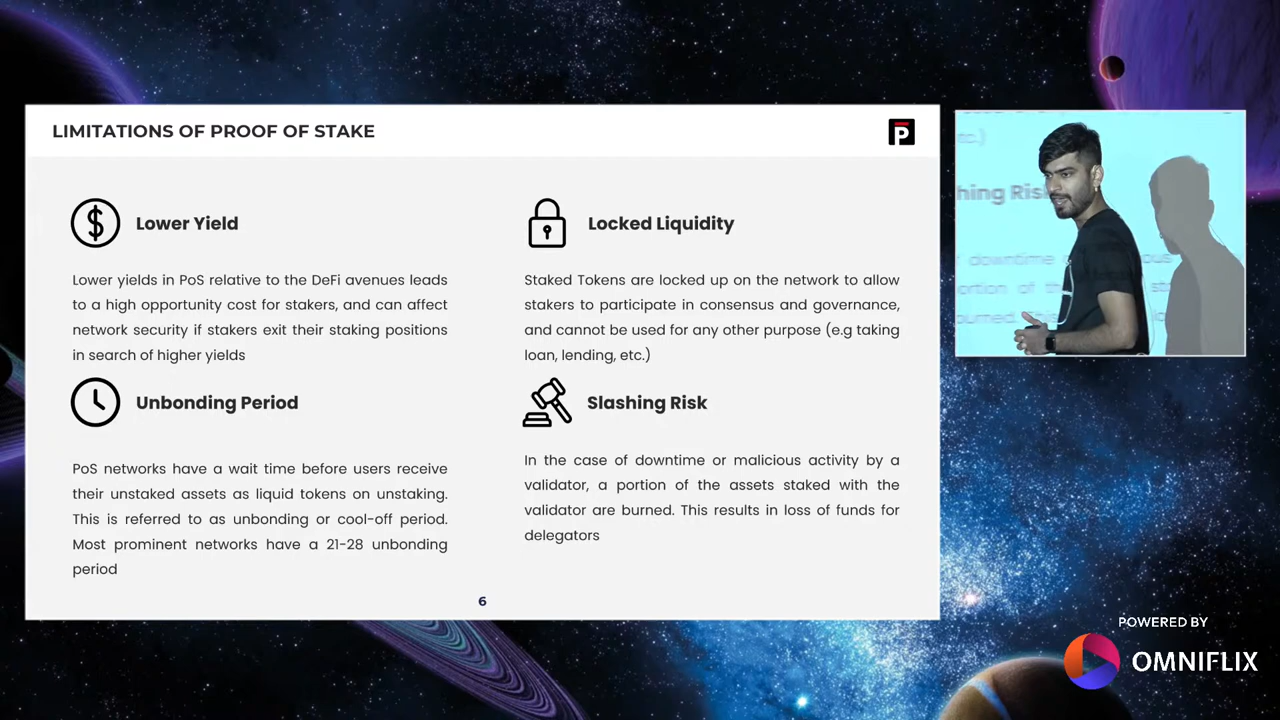 LIMITATIONS OF PROOF OF STAKE
P
Lower Yield
Lower yields in PoS relative to the DeFi avenues leads
to a high opportunity cost for stakers, and can affect
network security if stakers exit their staking positions
in search of higher yields
Locked Liquidity
Staked Tokens are locked up on the network to allow
stakers to participate in consensus and governance,
and cannot be used for any other purpose (e.g taking
loan, lending, etc.)
Unbonding Period
PoS networks have a wait time before users receive
their unstaked assets as liquid tokens on unstaking.
This is referred to as unbonding or cool-off period.
Most prominent networks have a 21-28 unbonding
period
Slashing Risk
In the case of downtime or malicious activity by a
validator, a portion of the assets staked with the
validator are burned. This results in loss of funds for
delegators
6
tc.)
hing Ris
downtime
ortion of th
POWERED BY
OMNIFLIX